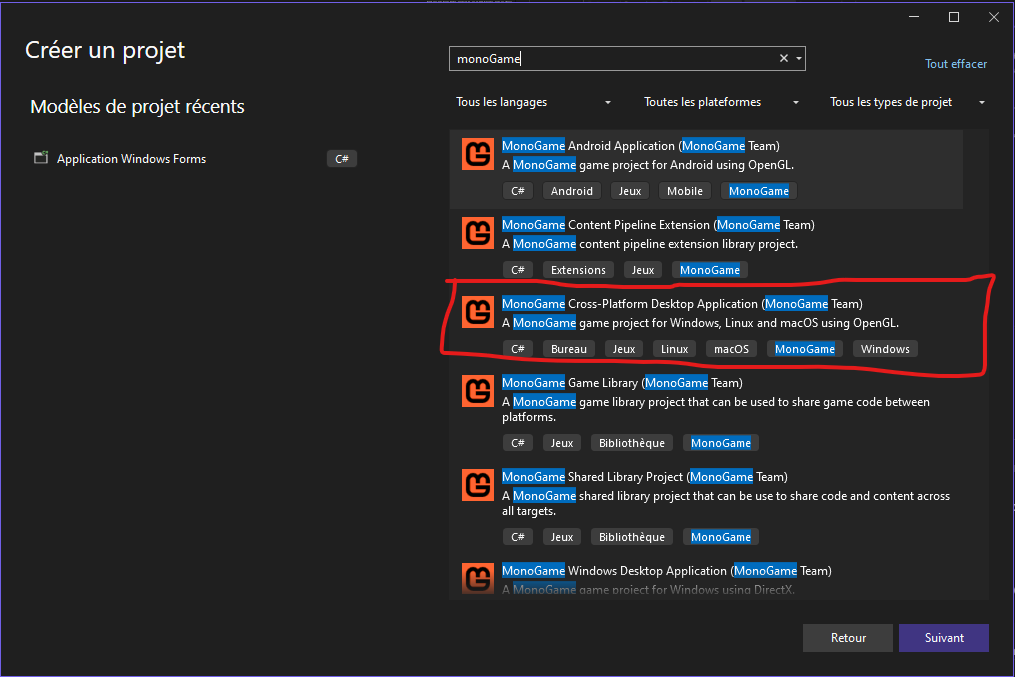 Créer un projet
monoGame
Tout effacer
Modèles de projet récents
Application Windows Forms
C#
Tous les langages
Toutes les plateformes
Tous les types de projet
MonoGame Android Application (MonoGame Team)
A MonoGame game project for Android using OpenGL.
C# Android Jeux Mobile MonoGame
MonoGame Content Pipeline Extension (MonoGame Team)
A MonoGame content pipeline extension library project.
C# Extensions Jeux MonoGame
MonoGame Cross-Platform Desktop Application (MonoGame Team)
A MonoGame game project for Windows, Linux and macOS using OpenGL.
C# Bureau Jeux Linux macOS MonoGame Windows
MonoGame Game Library (MonoGame Team)
A MonoGame game library project that can be used to share game code between
platforms.
C# Jeux Bibliothèque MonoGame
MonoGame Shared Library Project (MonoGame Team)
A MonoGame shared library project that can be use to share code and content across
all targets.
C# Jeux Bibliothèque MonoGame
MonoGame Windows Desktop Application (MonoGame Team)
A MonoGame game project for Windows using DirectX.
Retour
Suivant